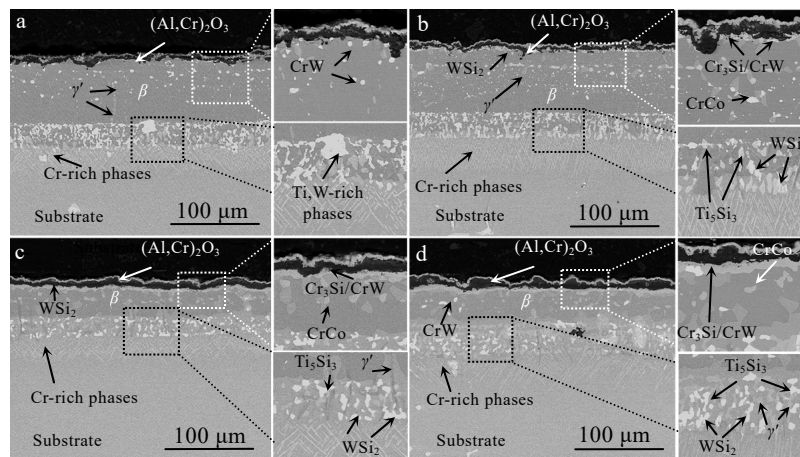 a
(Al,Cr)₂O₃
γ′
β
Cr-rich phases
Substrate
100 μm
CrW
Ti,W-rich
phases
b
(Al,Cr)₂O₃
WSi₂
γ′
β
Cr-rich phases
Substrate
100 μm
Cr₃Si/CrW
CrCo
WSi
Ti₅Si₃
c
(Al,Cr)₂O₃
WSi₂
β
Cr-rich phases
Substrate
100 μm
Cr₃Si/CrW
CrCo
Ti₅Si₃
γ′
WSi₂
d
(Al,Cr)₂O₃
β
CrW
Cr-rich phases
Substrate
100 μm
CrCo
Cr₃Si/CrW
Ti₅Si₃
WSi₂
γ′